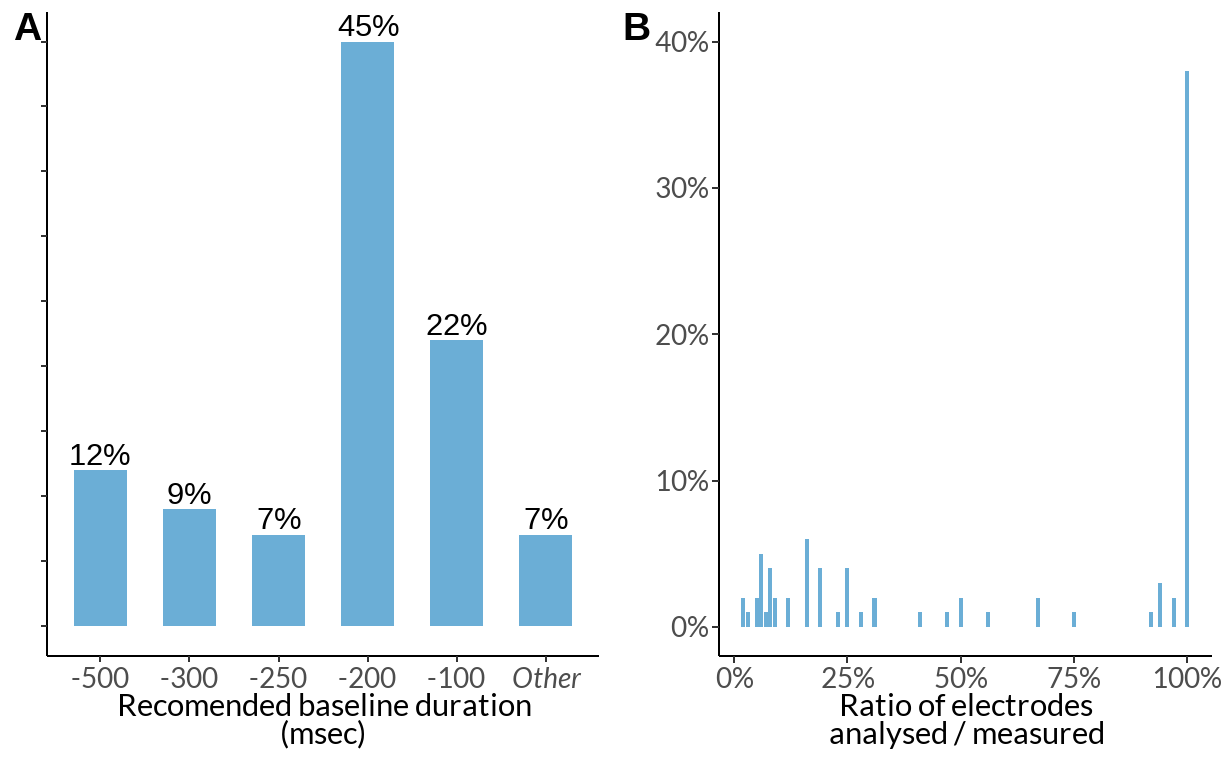 A
45%
22%
12%
9%
7%
7%
-500 -300 -250 -200 -100 Other
Recomended baseline duration
(msec)
B
40%
30%
20%
10%
0%
0% 25% 50% 75% 100%
Ratio of electrodes
analysed / measured